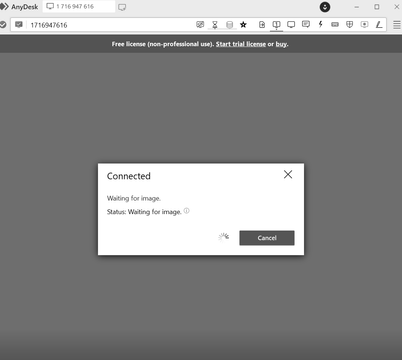 AnyDesk
1 716 947 616
1716947616
Free license (non-professional use). Start trial license or buy.
Connected
Waiting for image.
Status: Waiting for image.
Cancel